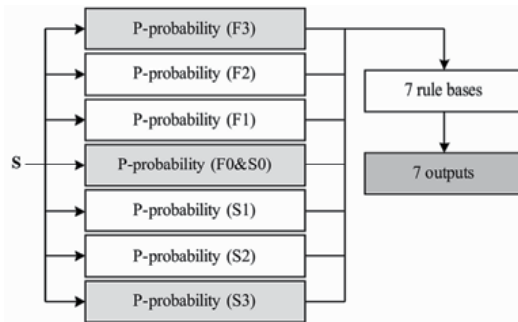 P-probability (F3)
P-probability (F2)
7 rule bases
P-probability (F1)
S
P-probability (F0&S0)
7 outputs
P-probability (S1)
P-probability (S2)
P-probability (S3)